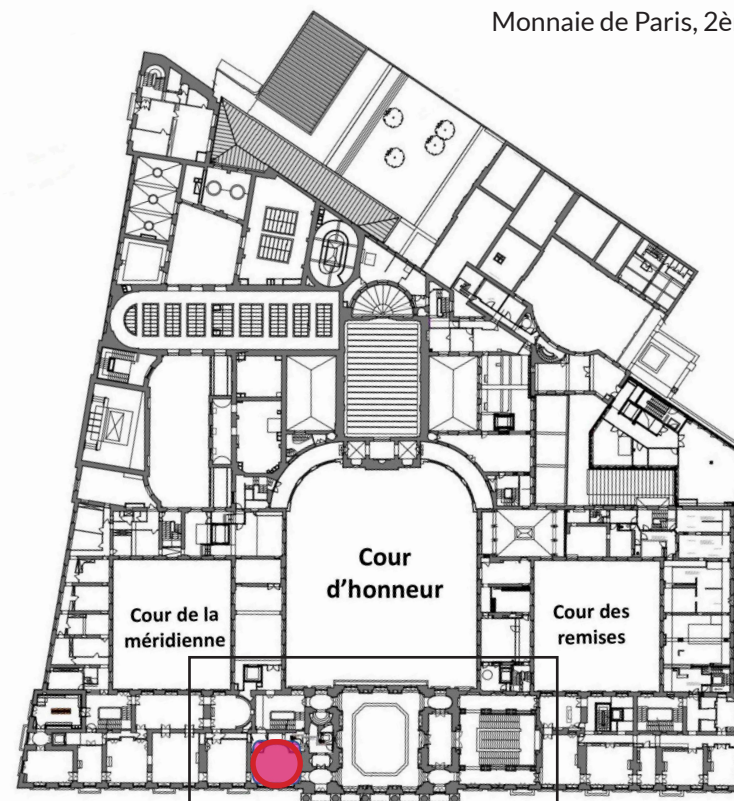 Monnaie de Paris, 2è
Cour
d'honneur
Cour de la
méridienne
Cour des
remises